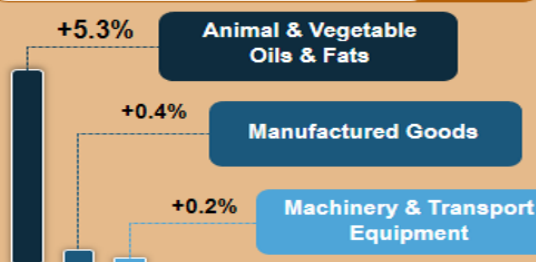 +5.3%
Animal & Vegetable
Oils & Fats
+0.4%
Manufactured Goods
+0.2%
Machinery & Transport
Equipment